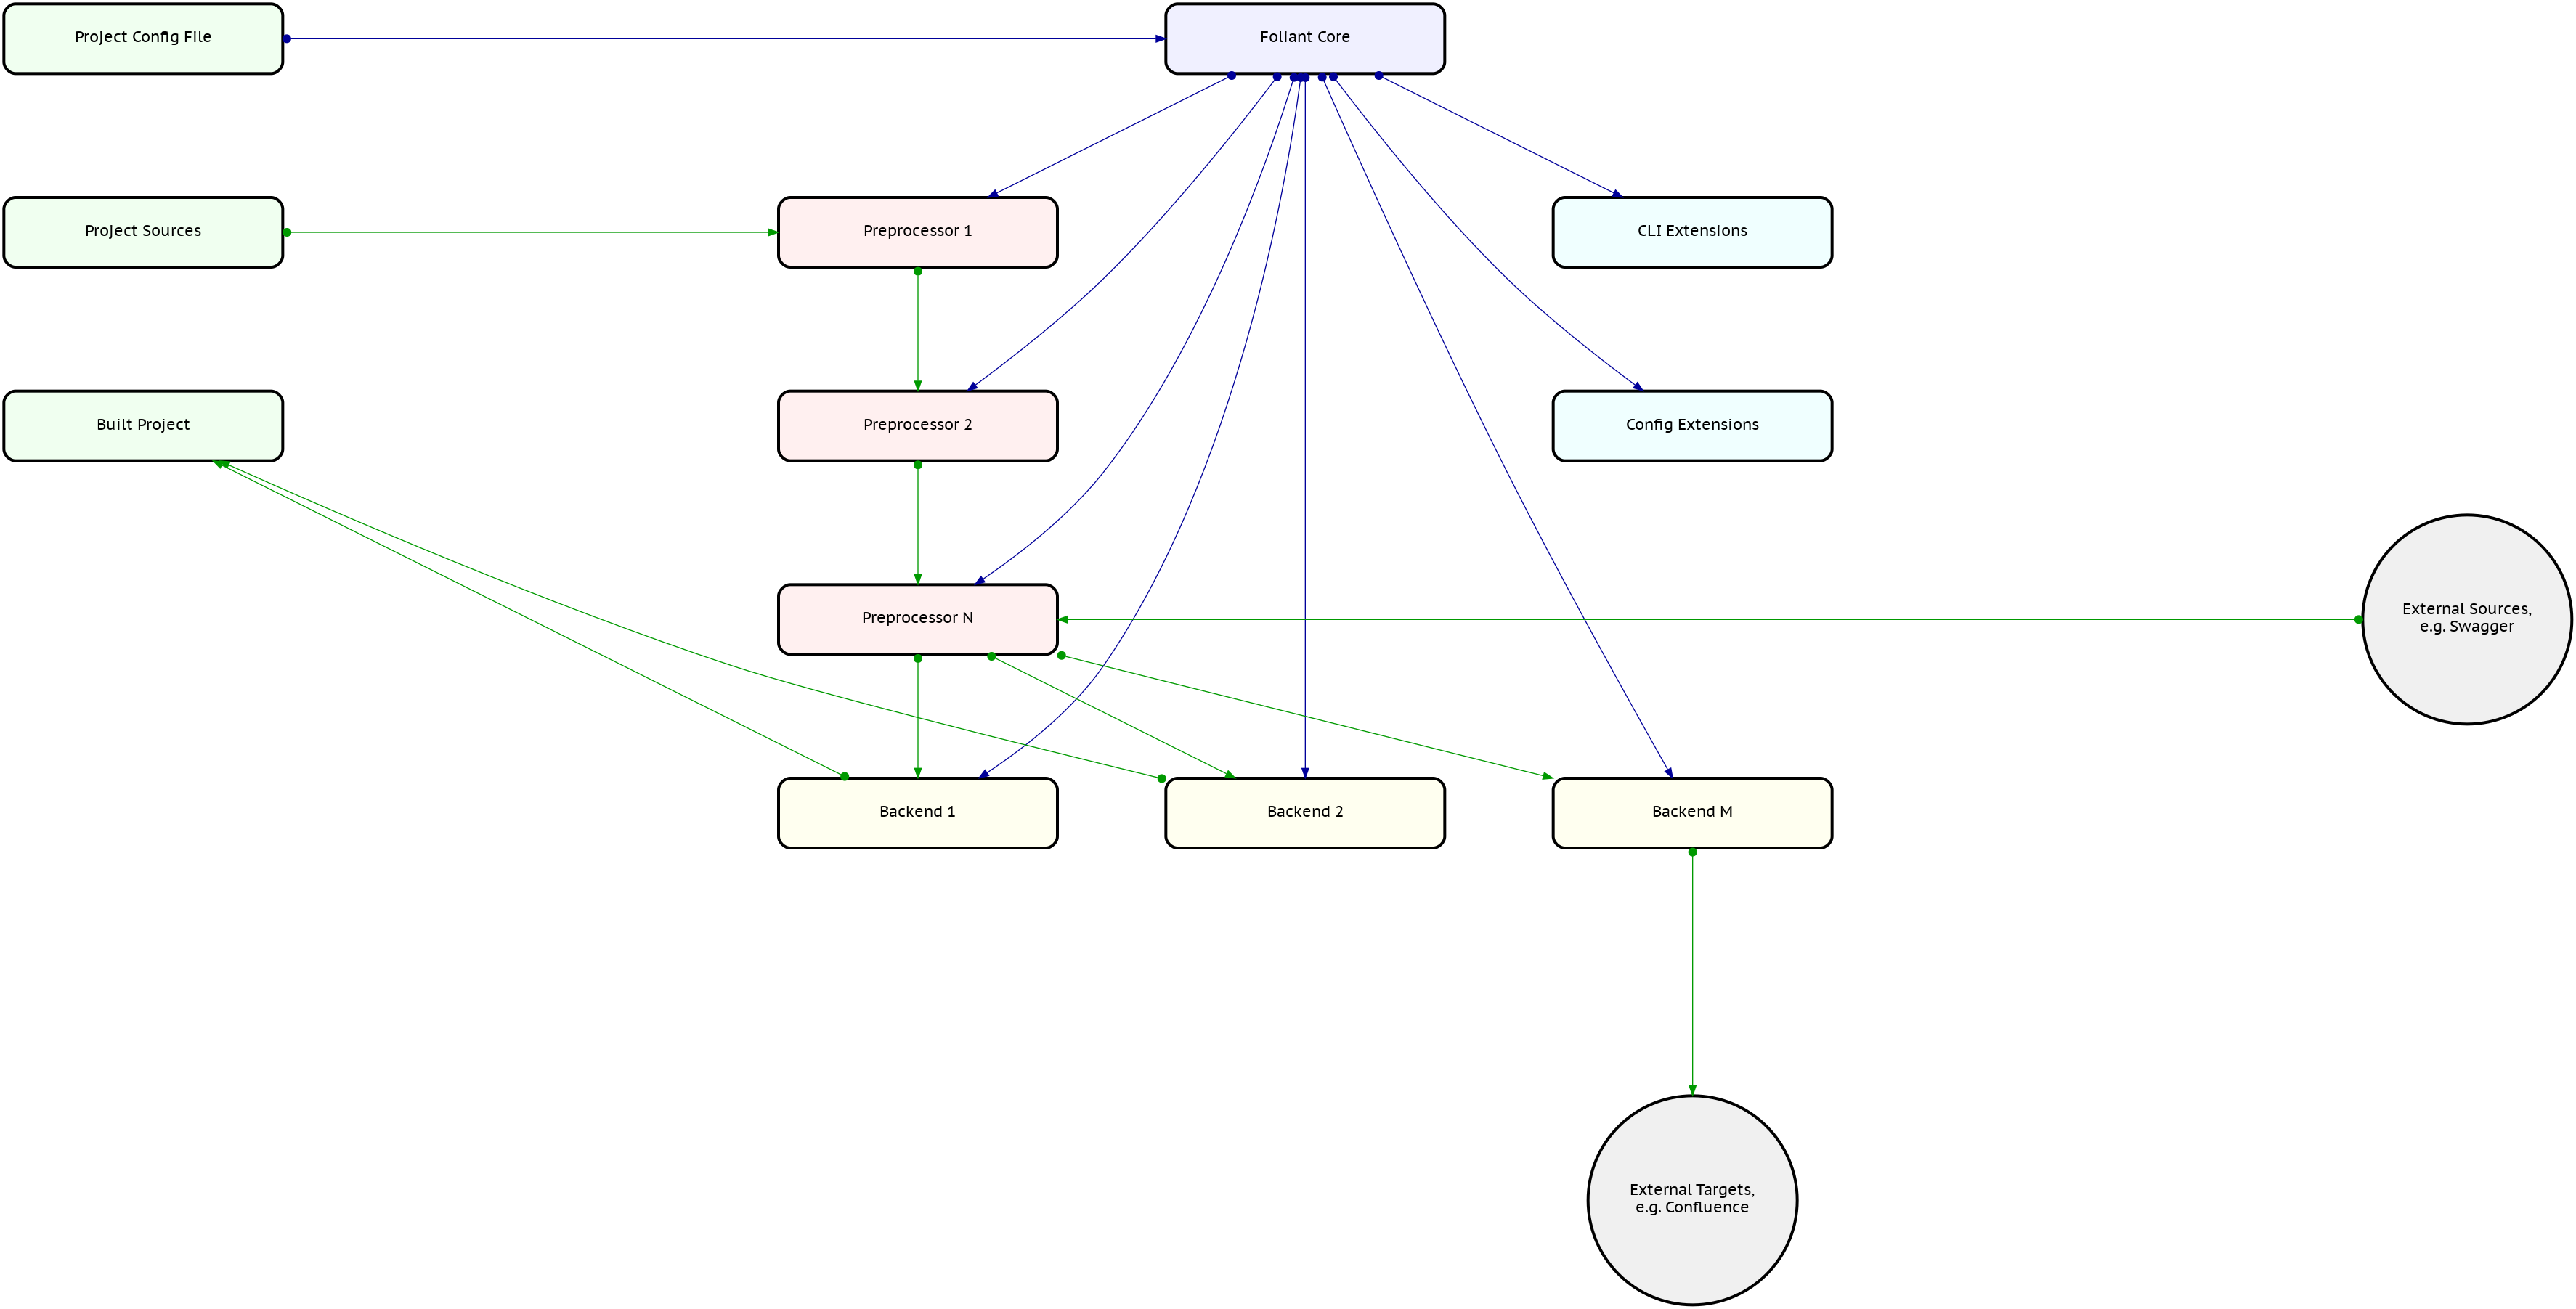 Project Config File
Foliant Core
Project Sources
Preprocessor 1
CLI Extensions
Built Project
Preprocessor 2
Config Extensions
Preprocessor N
External Sources,
e.g. Swagger
Backend 1
Backend 2
Backend M
External Targets,
e.g. Confluence